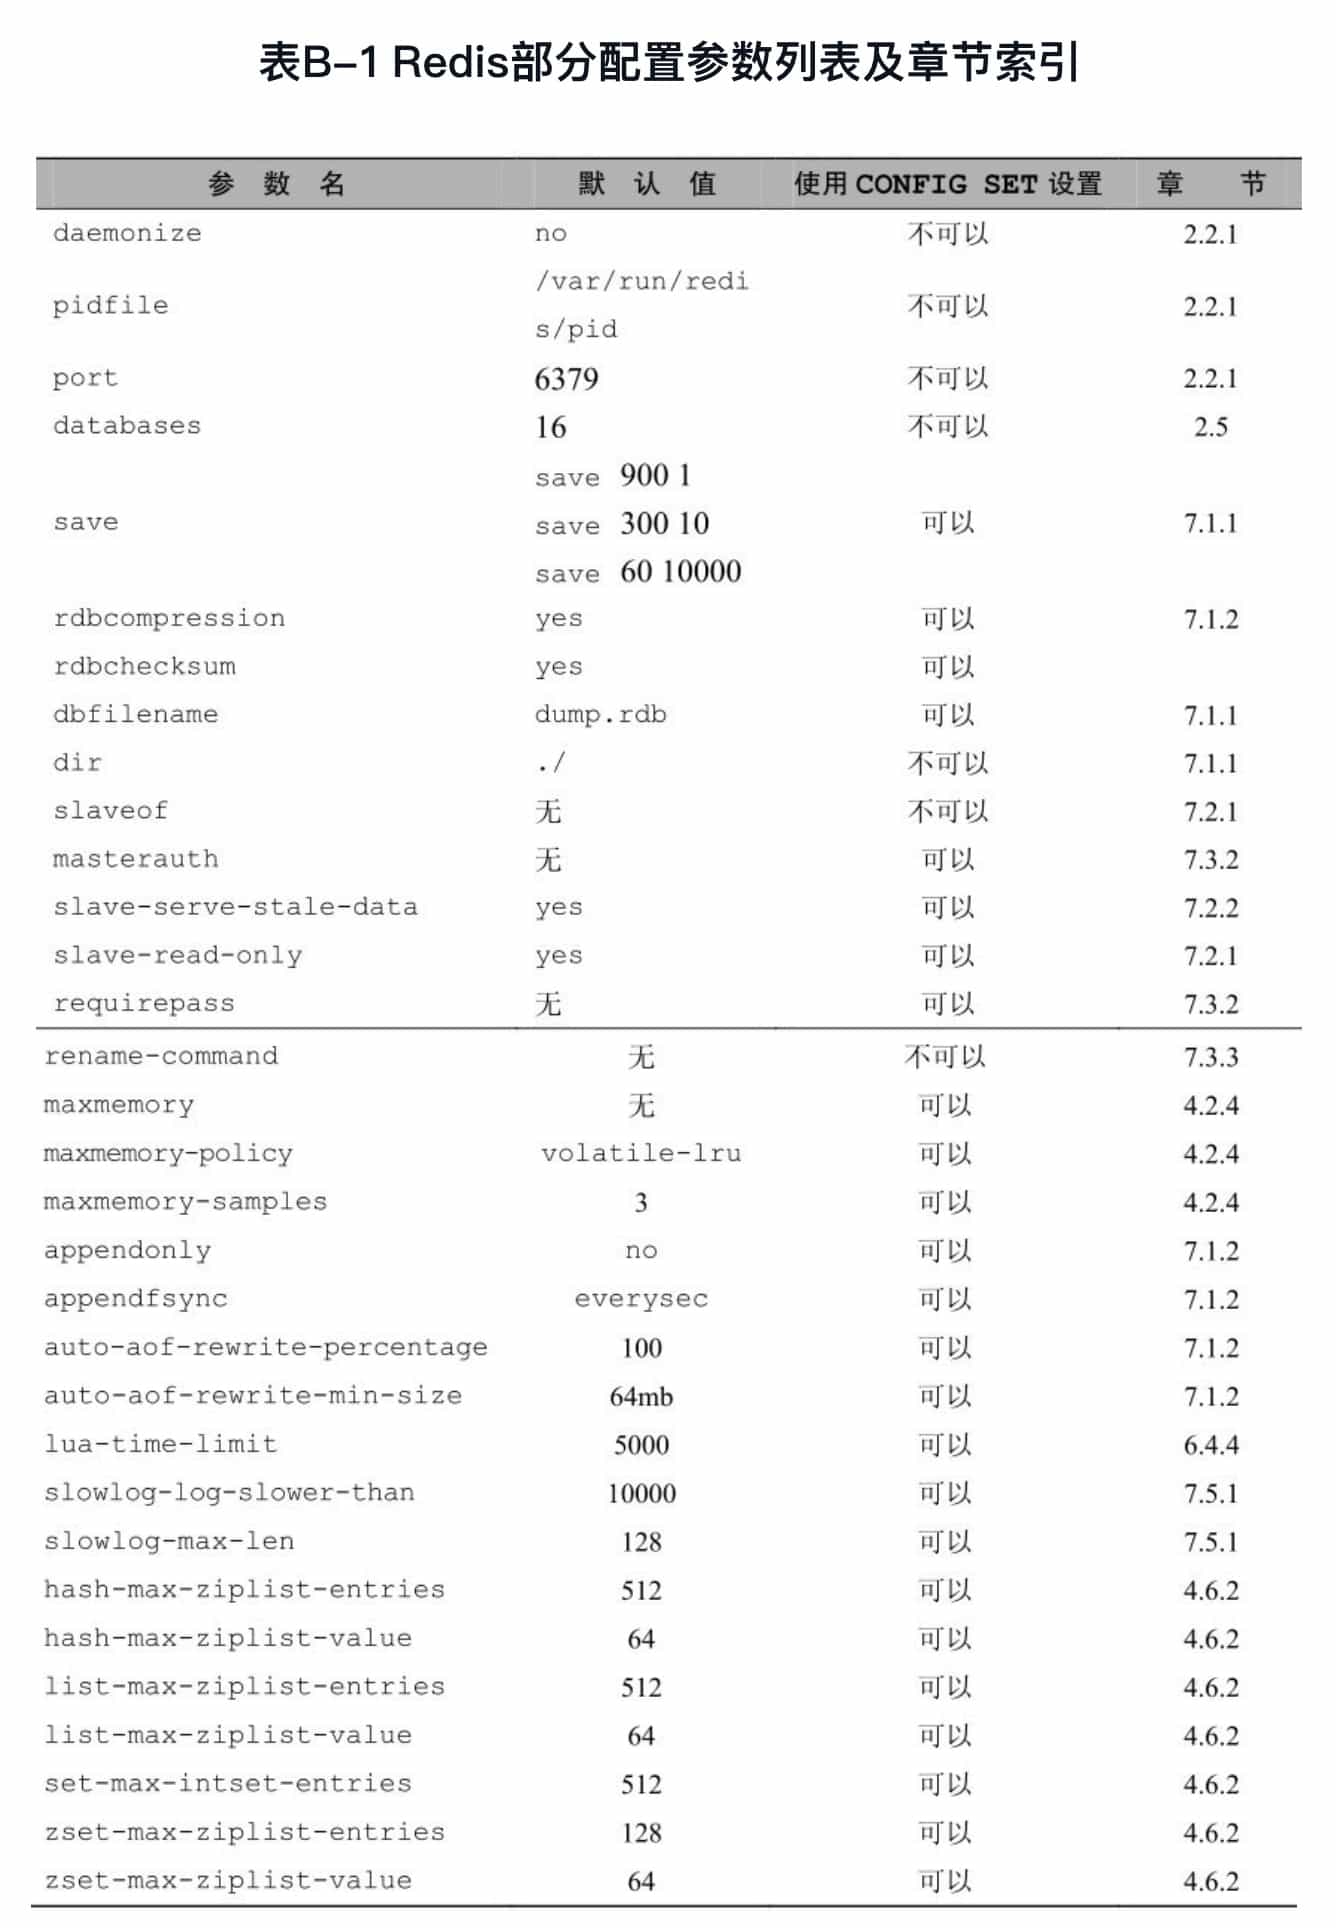 表B-1 Redis部分配置参数列表及章节索引
参 数 名 默 认 值 使用 CONFIG SET 设置 章 节
daemonize no 不可以 2.2.1
pidfile /var/run/redi 不可以 2.2.1
s/pid
port 6379 不可以 2.2.1
databases 16 不可以 2.5
save 900 1
save save 300 10 可以 7.1.1
save 60 10000
rdbcompression yes 可以 7.1.2
rdbchecksum yes 可以
dbfilename dump.rdb 可以 7.1.1
dir ./ 不可以 7.1.1
slaveof 无 不可以 7.2.1
masterauth 无 可以 7.3.2
slave-serve-stale-data yes 可以 7.2.2
slave-read-only yes 可以 7.2.1
requirepass 无 可以 7.3.2
rename-command 无 不可以 7.3.3
maxmemory 无 可以 4.2.4
maxmemory-policy volatile-lru 可以 4.2.4
maxmemory-samples 3 可以 4.2.4
appendonly no 可以 7.1.2
appendfsync everysec 可以 7.1.2
auto-aof-rewrite-percentage 100 可以 7.1.2
auto-aof-rewrite-min-size 64mb 可以 7.1.2
lua-time-limit 5000 可以 6.4.4
slowlog-log-slower-than 10000 可以 7.5.1
slowlog-max-len 128 可以 7.5.1
hash-max-ziplist-entries 512 可以 4.6.2
hash-max-ziplist-value 64 可以 4.6.2
list-max-ziplist-entries 512 可以 4.6.2
list-max-ziplist-value 64 可以 4.6.2
set-max-intset-entries 512 可以 4.6.2
zset-max-ziplist-entries 128 可以 4.6.2
zset-max-ziplist-value 64 可以 4.6.2